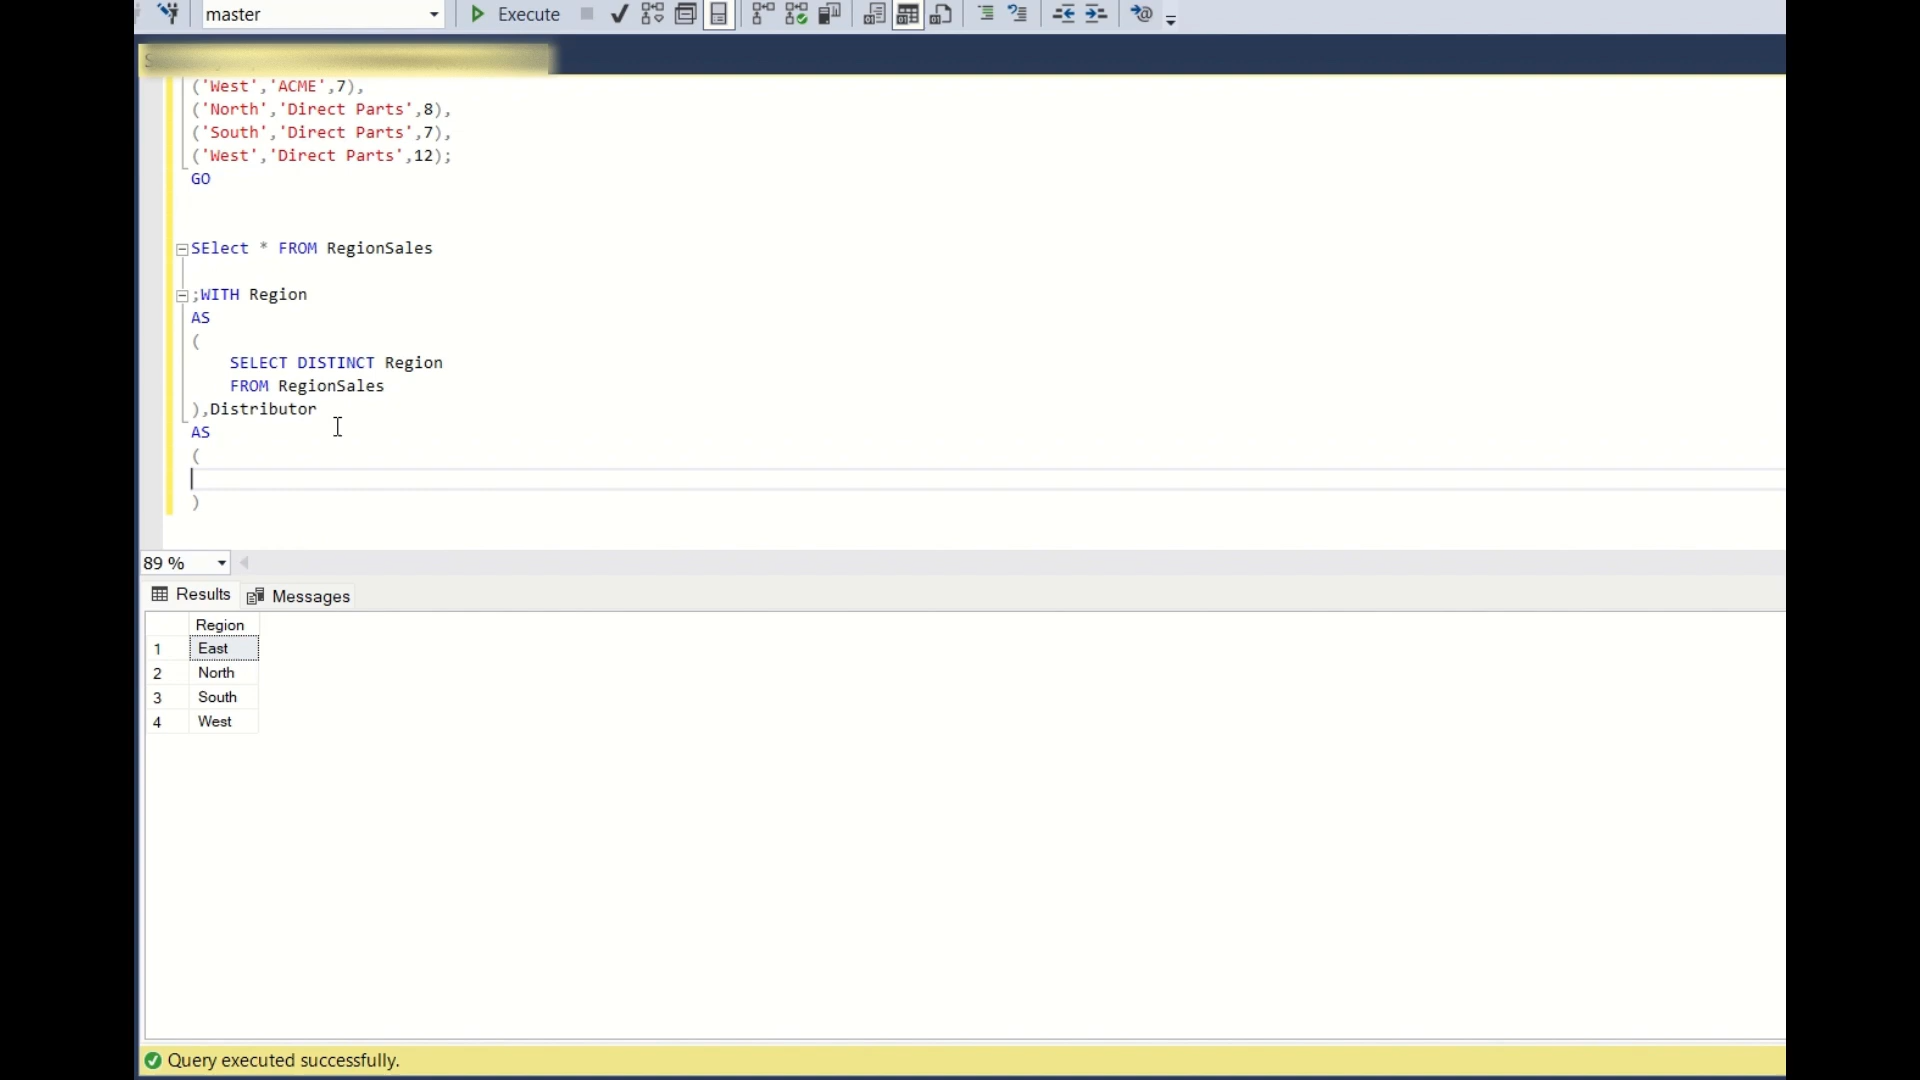 master
Execute
('West','ACME',7),
('North','Direct Parts',8),
('South','Direct Parts',7),
('West','Direct Parts',12);
GO
SElect * FROM RegionSales
;WITH Region
AS
(
SELECT DISTINCT Region
FROM RegionSales
),Distributor
AS
(
)
89 %
Results
Messages
Region
1 East
2 North
3 South
4 West
Query executed successfully.